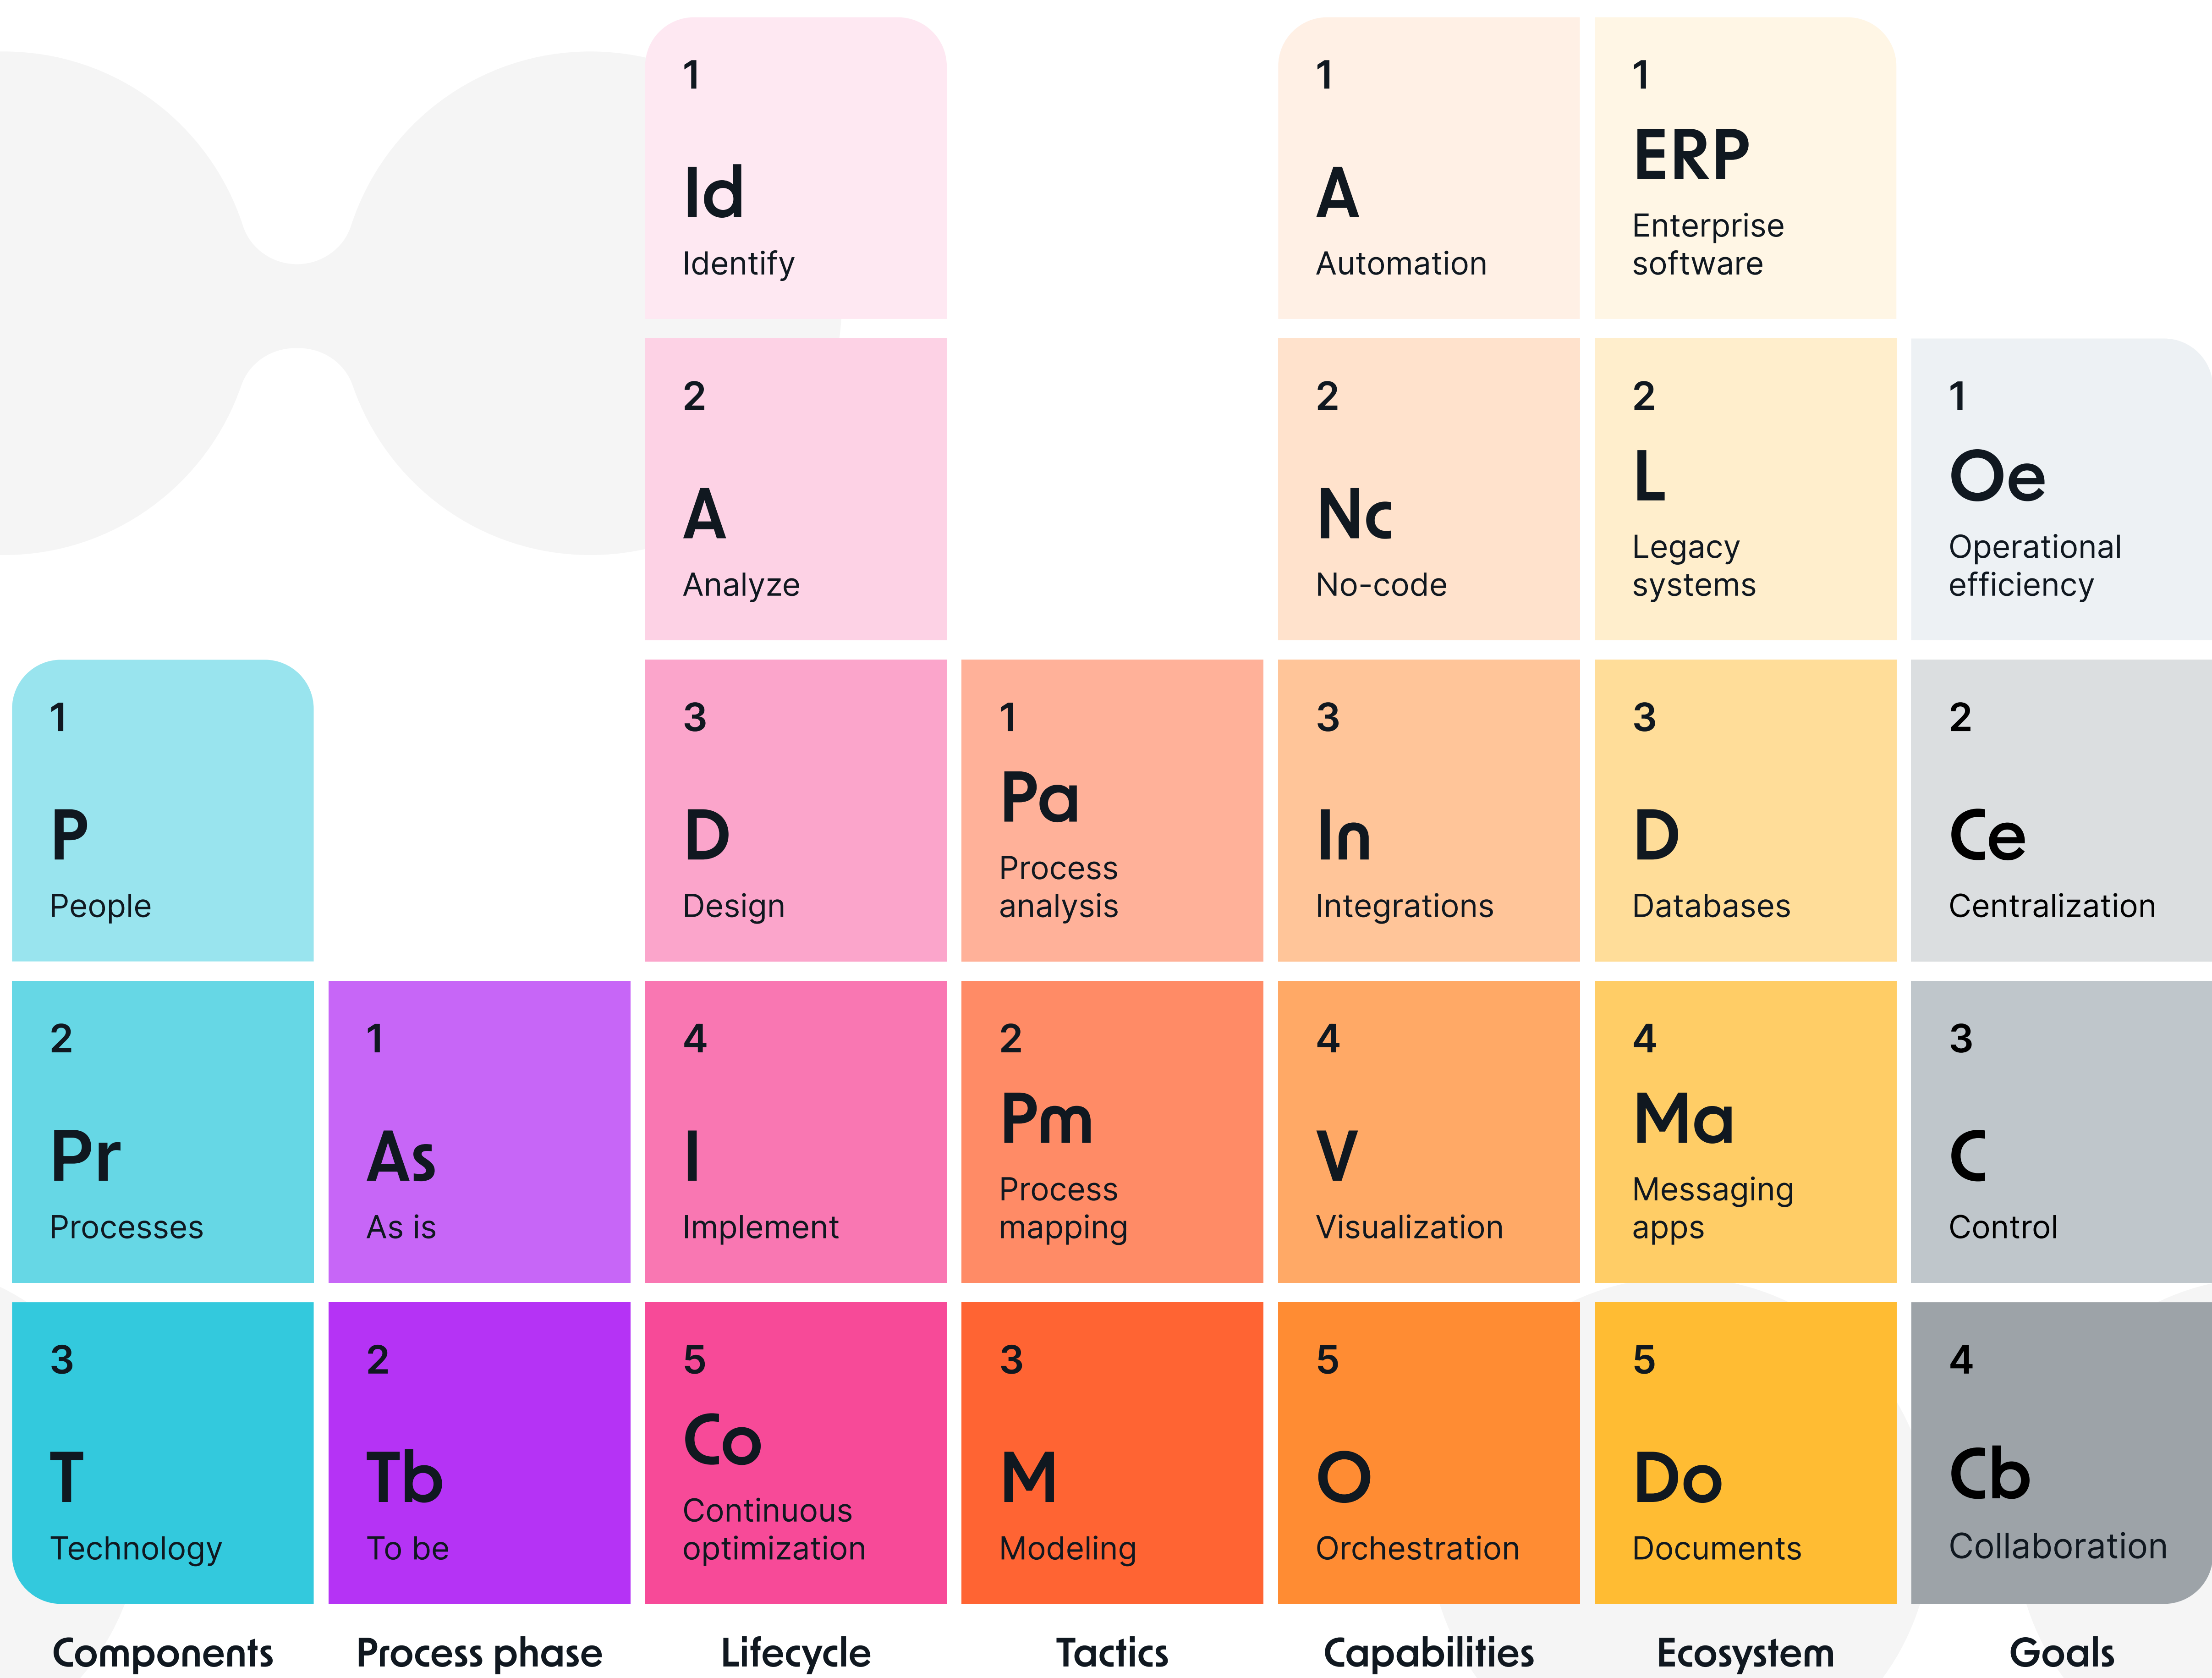 1
Id
Identify
1
A
Automation
1
ERP
Enterprise
software
2
A
Analyze
2
Nc
No-code
2
L
Legacy
systems
1
Oe
Operational
efficiency
1
P
People
3
D
Design
1
Pa
Process
analysis
3
In
Integrations
3
D
Databases
2
Ce
Centralization
2
Pr
Processes
1
As
As is
4
I
Implement
2
Pm
Process
mapping
4
V
Visualization
4
Ma
Messaging
apps
3
C
Control
3
T
Technology
2
Tb
To be
5
Co
Continuous
optimization
3
M
Modeling
5
O
Orchestration
5
Do
Documents
4
Cb
Collaboration
Components
Process phase
Lifecycle
Tactics
Capabilities
Ecosystem
Goals